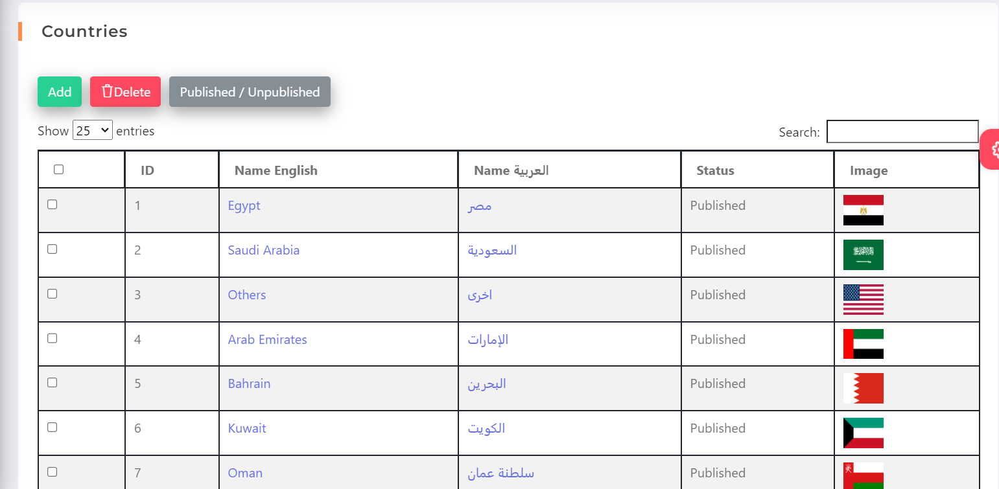 Countries
Add Delete Published / Unpublished
Show 25 entries Search:
ID Name English Name العربية Status Image
1 Egypt مصر Published
2 Saudi Arabia السعودية Published
3 Others اخرى Published
4 Arab Emirates الإمارات Published
5 Bahrain البحرين Published
6 Kuwait الكويت Published
7 Oman سلطنة عمان Published